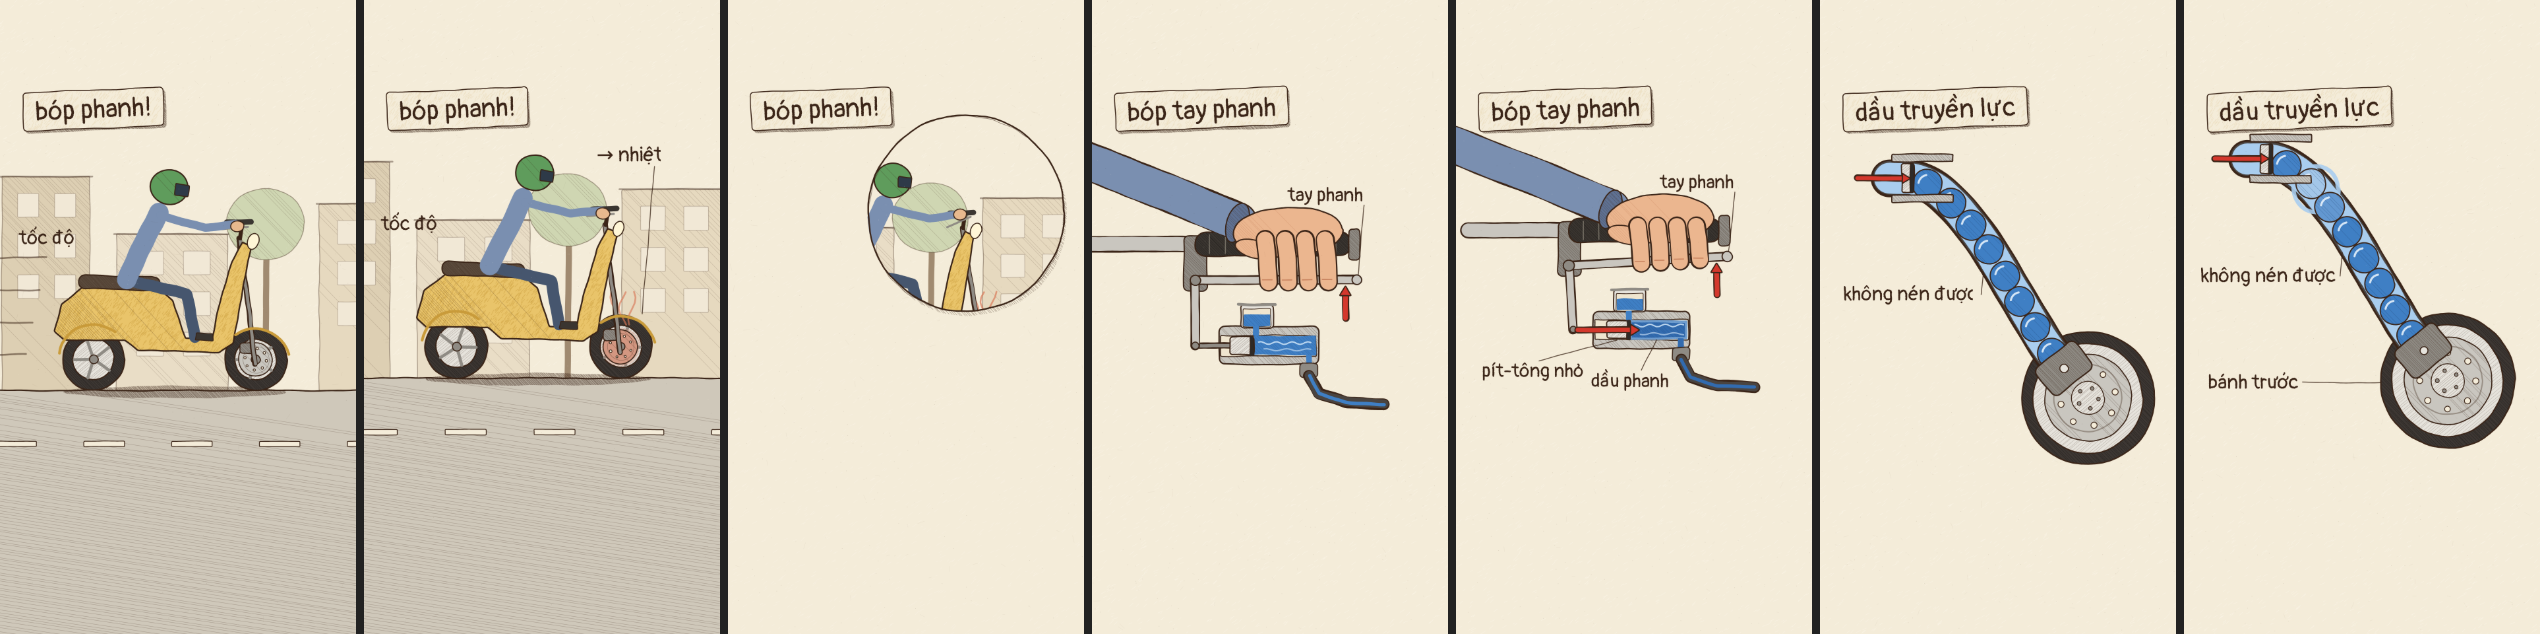 bóp phanh!
tốc độ
bóp phanh!
→ nhiệt
tốc độ
bóp phanh!
bóp tay phanh
tay phanh
bóp tay phanh
tay phanh
pít-tông nhỏ
dầu phanh
dầu truyền lực
không nén được
dầu truyền lực
không nén được
bánh trước